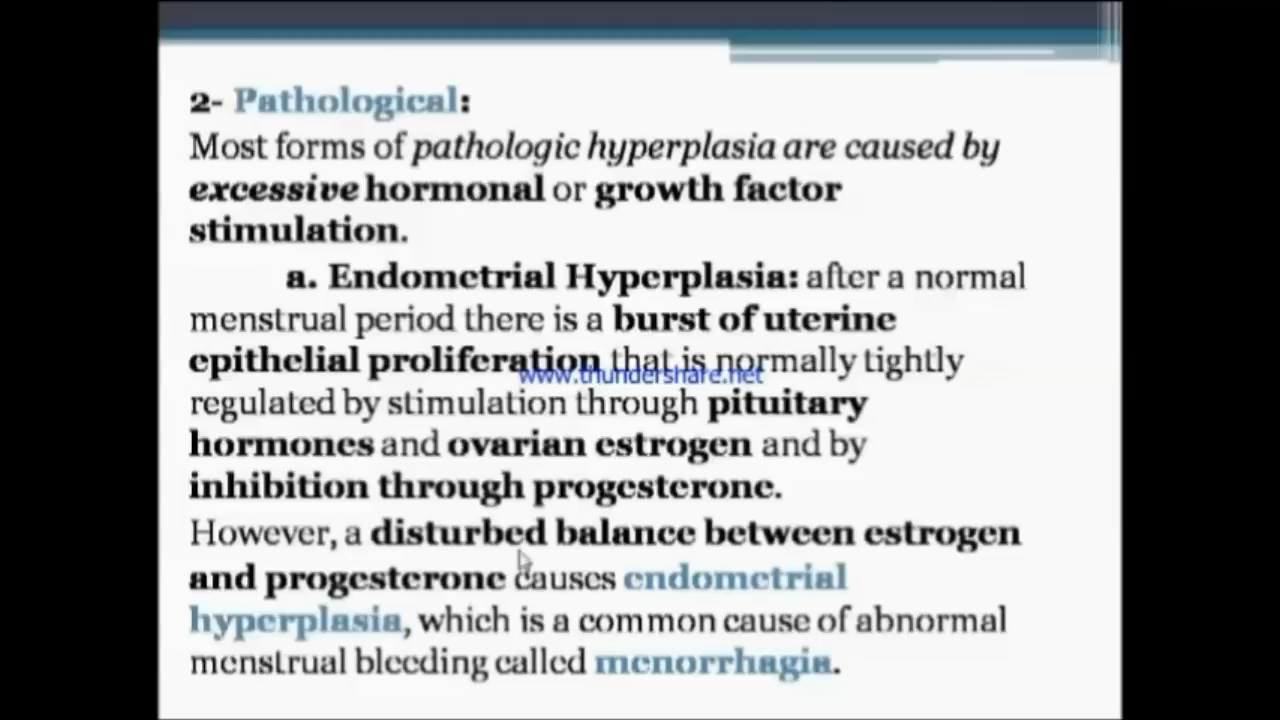 2- Pathological:
Most forms of pathologic hyperplasia are caused by
excessive hormonal or growth factor
stimulation.
a. Endometrial Hyperplasia: after a normal
menstrual period there is a burst of uterine
epithelial proliferation that is normally tightly
www.thundershare.net
regulated by stimulation through pituitary
hormones and ovarian estrogen and by
inhibition through progesterone.
However, a disturbed balance between estrogen
and progesterone causes endometrial
hyperplasia, which is a common cause of abnormal
menstrual bleeding called menorrhagia.